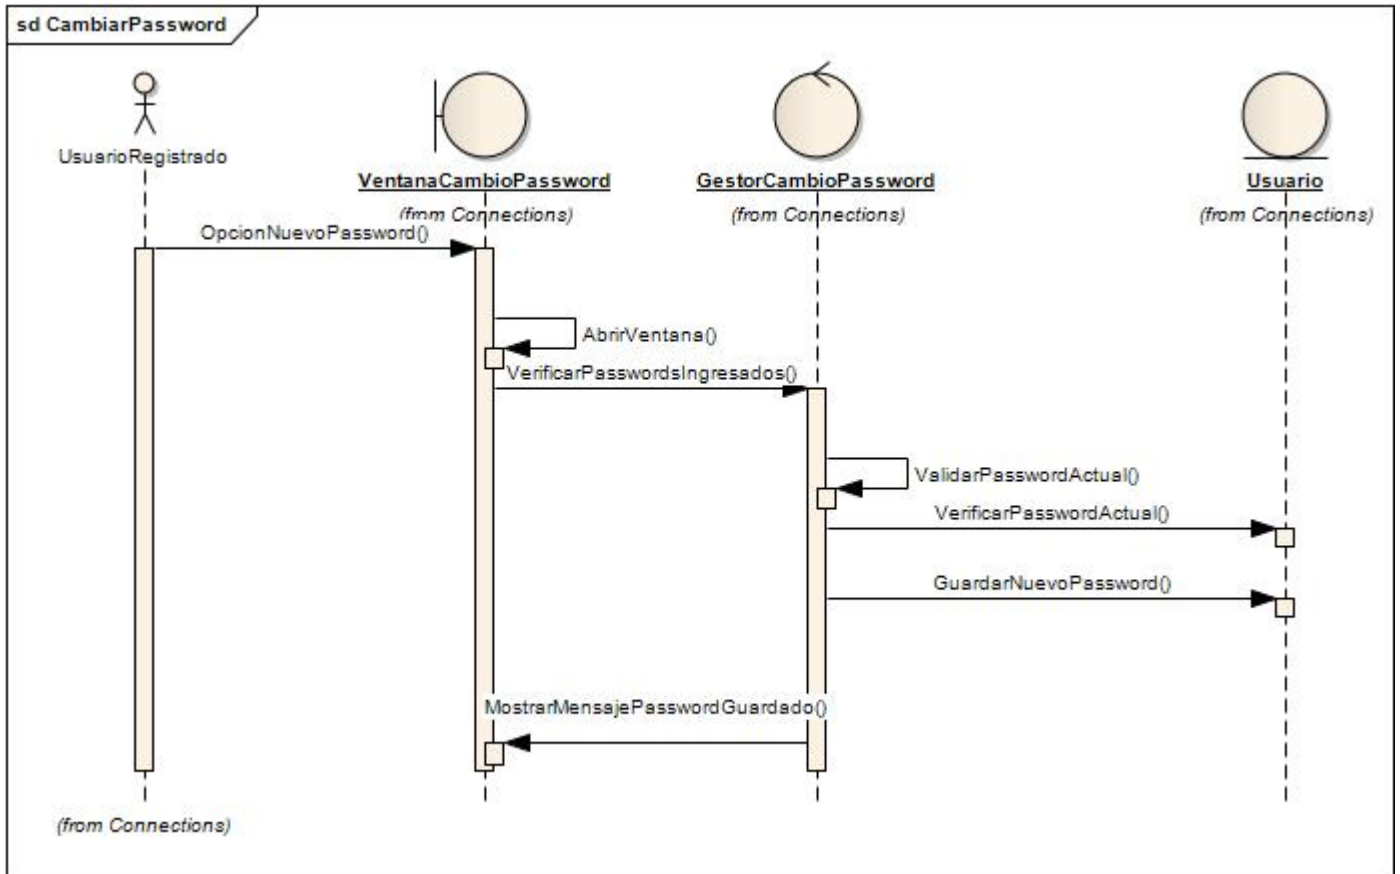 sd CambiarPassword
UsuarioRegistrado
VentanaCambioPassword
(from Connections)
GestorCambioPassword
(from Connections)
Usuario
(from Connections)
OpcionNuevoPassword()
AbrirVentana()
VerificarPasswordsIngresados()
ValidarPasswordActual()
VerificarPasswordActual()
GuardarNuevoPassword()
MostrarMensajePasswordGuardado()
(from Connections)